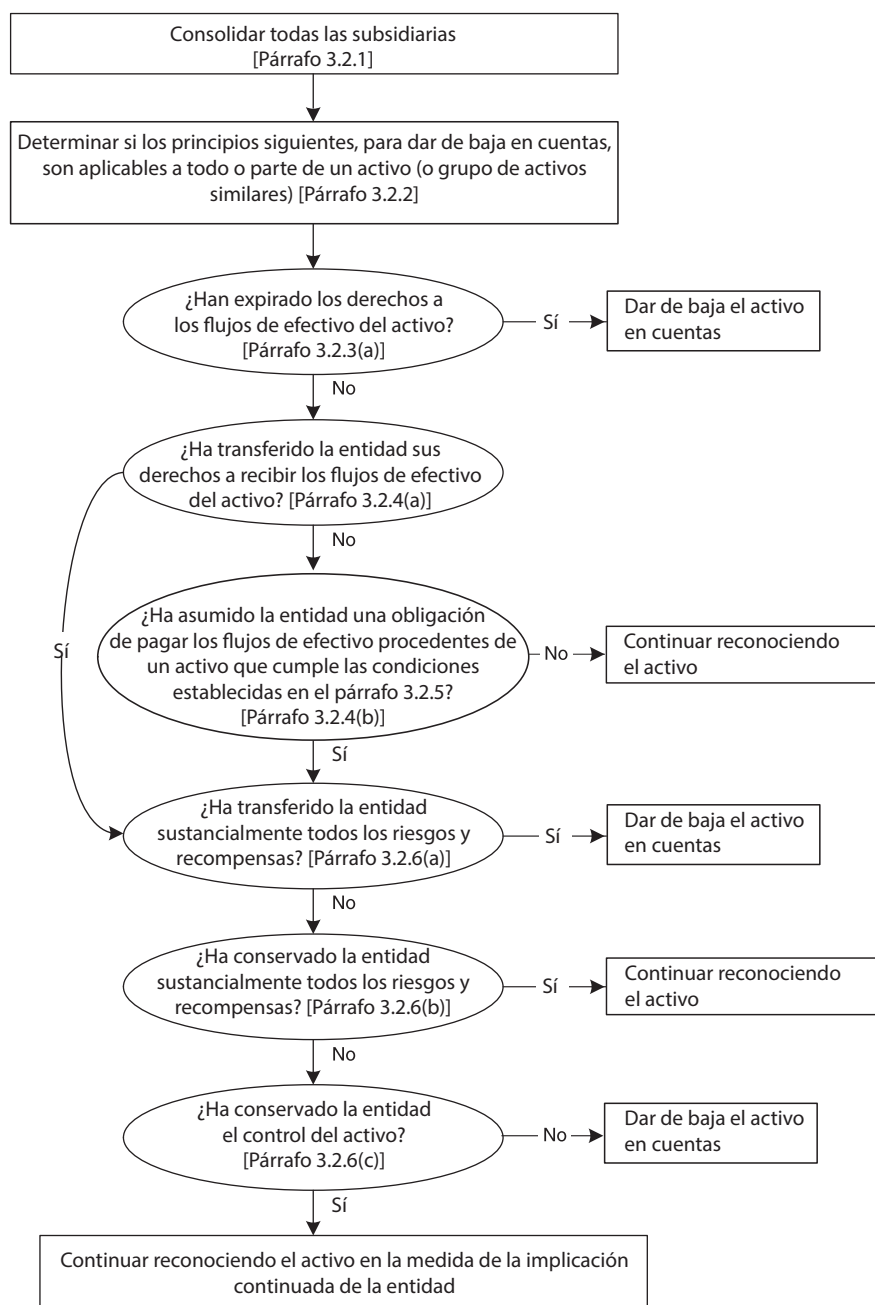 Consolidar todas las subsidiarias
[Párrafo 3.2.1]
Determinar si los principios siguientes, para dar de baja en cuentas,
son aplicables a todo o parte de un activo (o grupo de activos
similares) [Párrafo 3.2.2]
¿Han expirado los derechos a
los flujos de efectivo del activo?
[Párrafo 3.2.3(a)]
Sí
Dar de baja el activo
en cuentas
No
¿Ha transferido la entidad sus
derechos a recibir los flujos de efectivo
del activo? [Párrafo 3.2.4(a)]
Sí
No
¿Ha asumido la entidad una obligación
de pagar los flujos de efectivo procedentes de
un activo que cumple las condiciones
establecidas en el párrafo 3.2.5?
[Párrafo 3.2.4(b)]
No
Continuar reconociendo
el activo
Sí
¿Ha transferido la entidad
sustancialmente todos los riesgos y
recompensas? [Párrafo 3.2.6(a)]
Sí
Dar de baja el activo
en cuentas
No
¿Ha conservado la entidad
sustancialmente todos los riesgos y
recompensas? [Párrafo 3.2.6(b)]
Sí
Continuar reconociendo
el activo
No
¿Ha conservado la entidad
el control del activo?
[Párrafo 3.2.6(c)]
No
Dar de baja el activo
en cuentas
Sí
Continuar reconociendo el activo en la medida de la implicación
continuada de la entidad